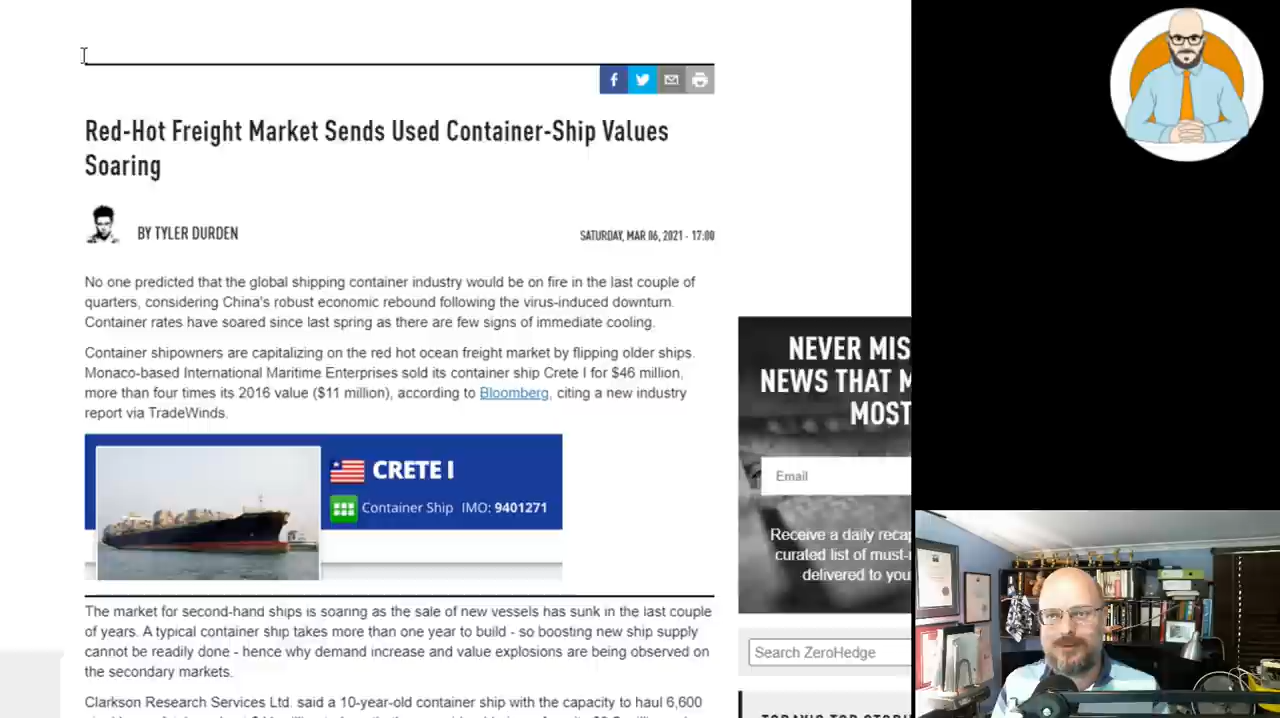 Red-Hot Freight Market Sends Used Container-Ship Values
Soaring
BY TYLER DURDEN
SATURDAY, MAR 06, 2021 - 17:00
No one predicted that the global shipping container industry would be on fire in the last couple of
quarters, considering China's robust economic rebound following the virus-induced downturn.
Container rates have soared since last spring as there are few signs of immediate cooling.
Container shipowners are capitalizing on the red hot ocean freight market by flipping older ships.
Monaco-based International Maritime Enterprises sold its container ship Crete I for $46 million,
more than four times its 2016 value ($11 million), according to Bloomberg, citing a new industry
report via TradeWinds.
CRETE I
Container Ship IMO: 9401271
The market for second-hand ships is soaring as the sale of new vessels has sunk in the last couple
of years. A typical container ship takes more than one year to build - so boosting new ship supply
cannot be readily done - hence why demand increase and value explosions are being observed on
the secondary markets.
Clarkson Research Services Ltd. said a 10-year-old container ship with the capacity to haul 6,600
NEVER MIS
NEWS THAT M
MOST
Email
Receive a daily recap
curated list of must-r
delivered to you
Search ZeroHedge